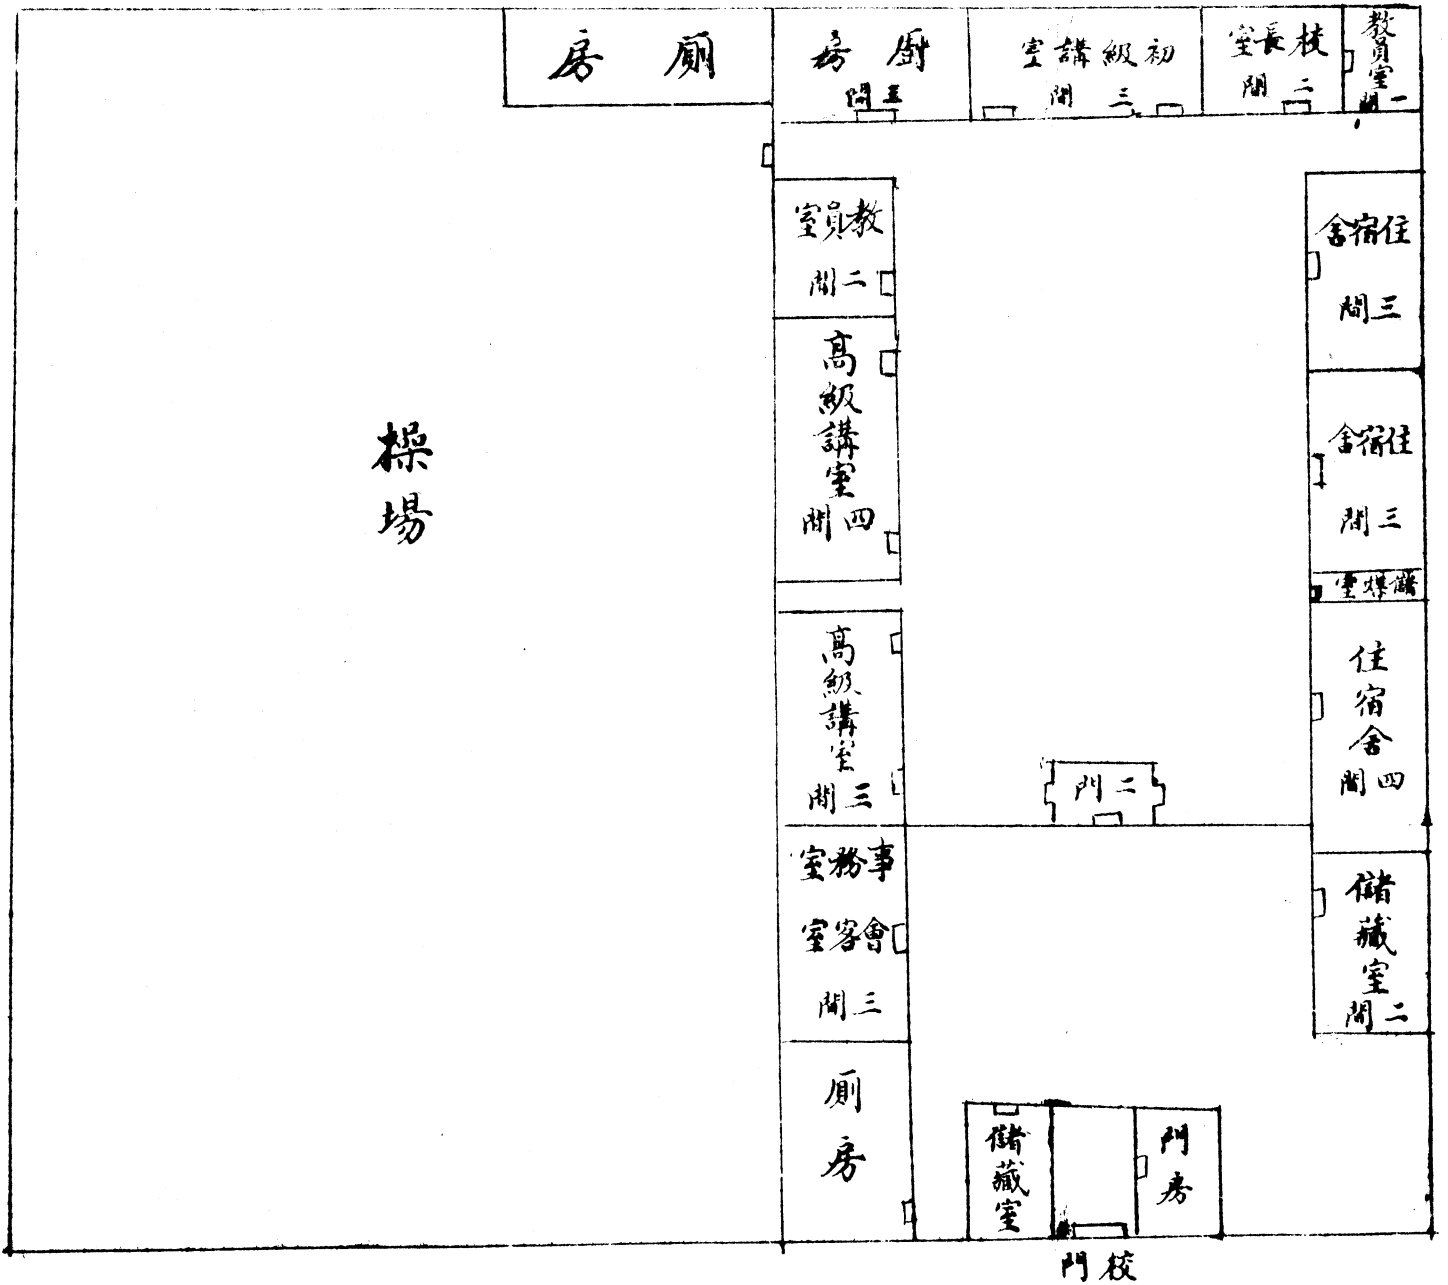 廁房
廚房
五間
初級講室
三間
校長室
二間
教員室
一間
教員室
二間
高級講室
四間
高級講室
三間
事務室
會客室
三間
廁房
操場
住宿舍
三間
住宿舍
三間
儲煤室
住宿舍
四間
儲藏室
二間
二門
儲藏室
門房
校門